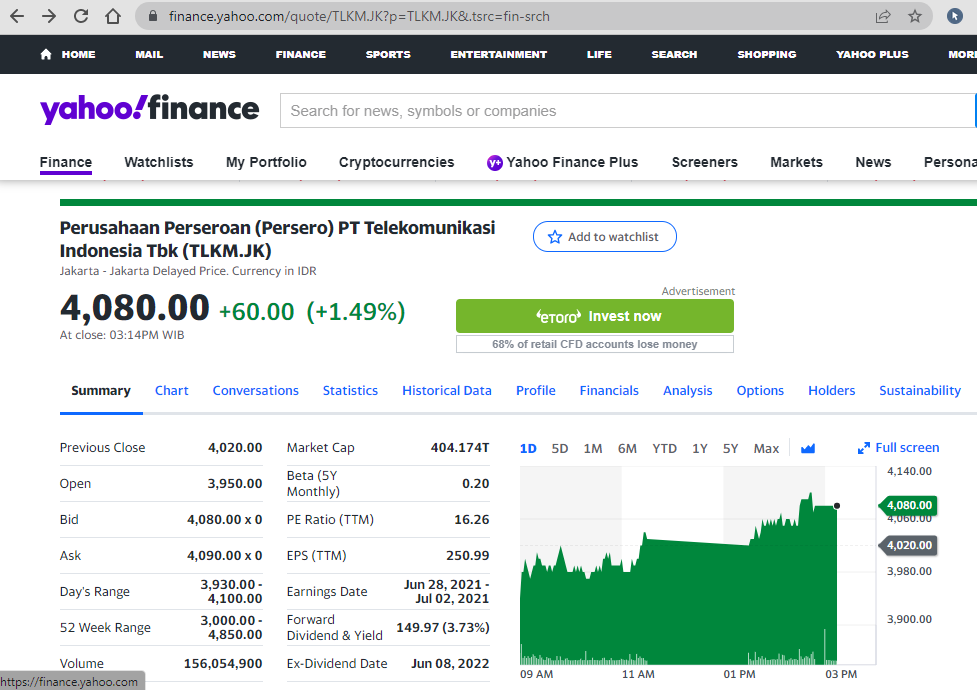 finance.yahoo.com/quote/TLKM.JK?p=TLKM.JK&.tsrc=fin-srch
HOME MAIL NEWS FINANCE SPORTS ENTERTAINMENT LIFE SEARCH SHOPPING YAHOO PLUS MORE
yahoo!finance
Search for news, symbols or companies
Finance Watchlists My Portfolio Cryptocurrencies y+ Yahoo Finance Plus Screeners Markets News Persona
Perusahaan Perseroan (Persero) PT Telekomunikasi
Indonesia Tbk (TLKM.JK)
Jakarta - Jakarta Delayed Price. Currency in IDR
Add to watchlist
4,080.00 +60.00 (+1.49%)
At close: 03:14PM WIB
Advertisement
eToro Invest now
68% of retail CFD accounts lose money
Summary Chart Conversations Statistics Historical Data Profile Financials Analysis Options Holders Sustainability
Previous Close 4,020.00
Open 3,950.00
Bid 4,080.00 x 0
Ask 4,090.00 x 0
Day's Range 3,930.00 -
4,100.00
52 Week Range 3,000.00 -
4,850.00
Volume 156,054,900
Market Cap 404.174T
Beta (5Y
Monthly) 0.20
PE Ratio (TTM) 16.26
EPS (TTM) 250.99
Earnings Date Jun 28, 2021 -
Jul 02, 2021
Forward
Dividend & Yield 149.97 (3.73%)
Ex-Dividend Date Jun 08, 2022
1D 5D 1M 6M YTD 1Y 5Y Max Full screen
4,140.00
4,080.00
4,060.00
4,020.00
3,980.00
3,900.00
09 AM 11 AM 01 PM 03 PM
https://finance.yahoo.com